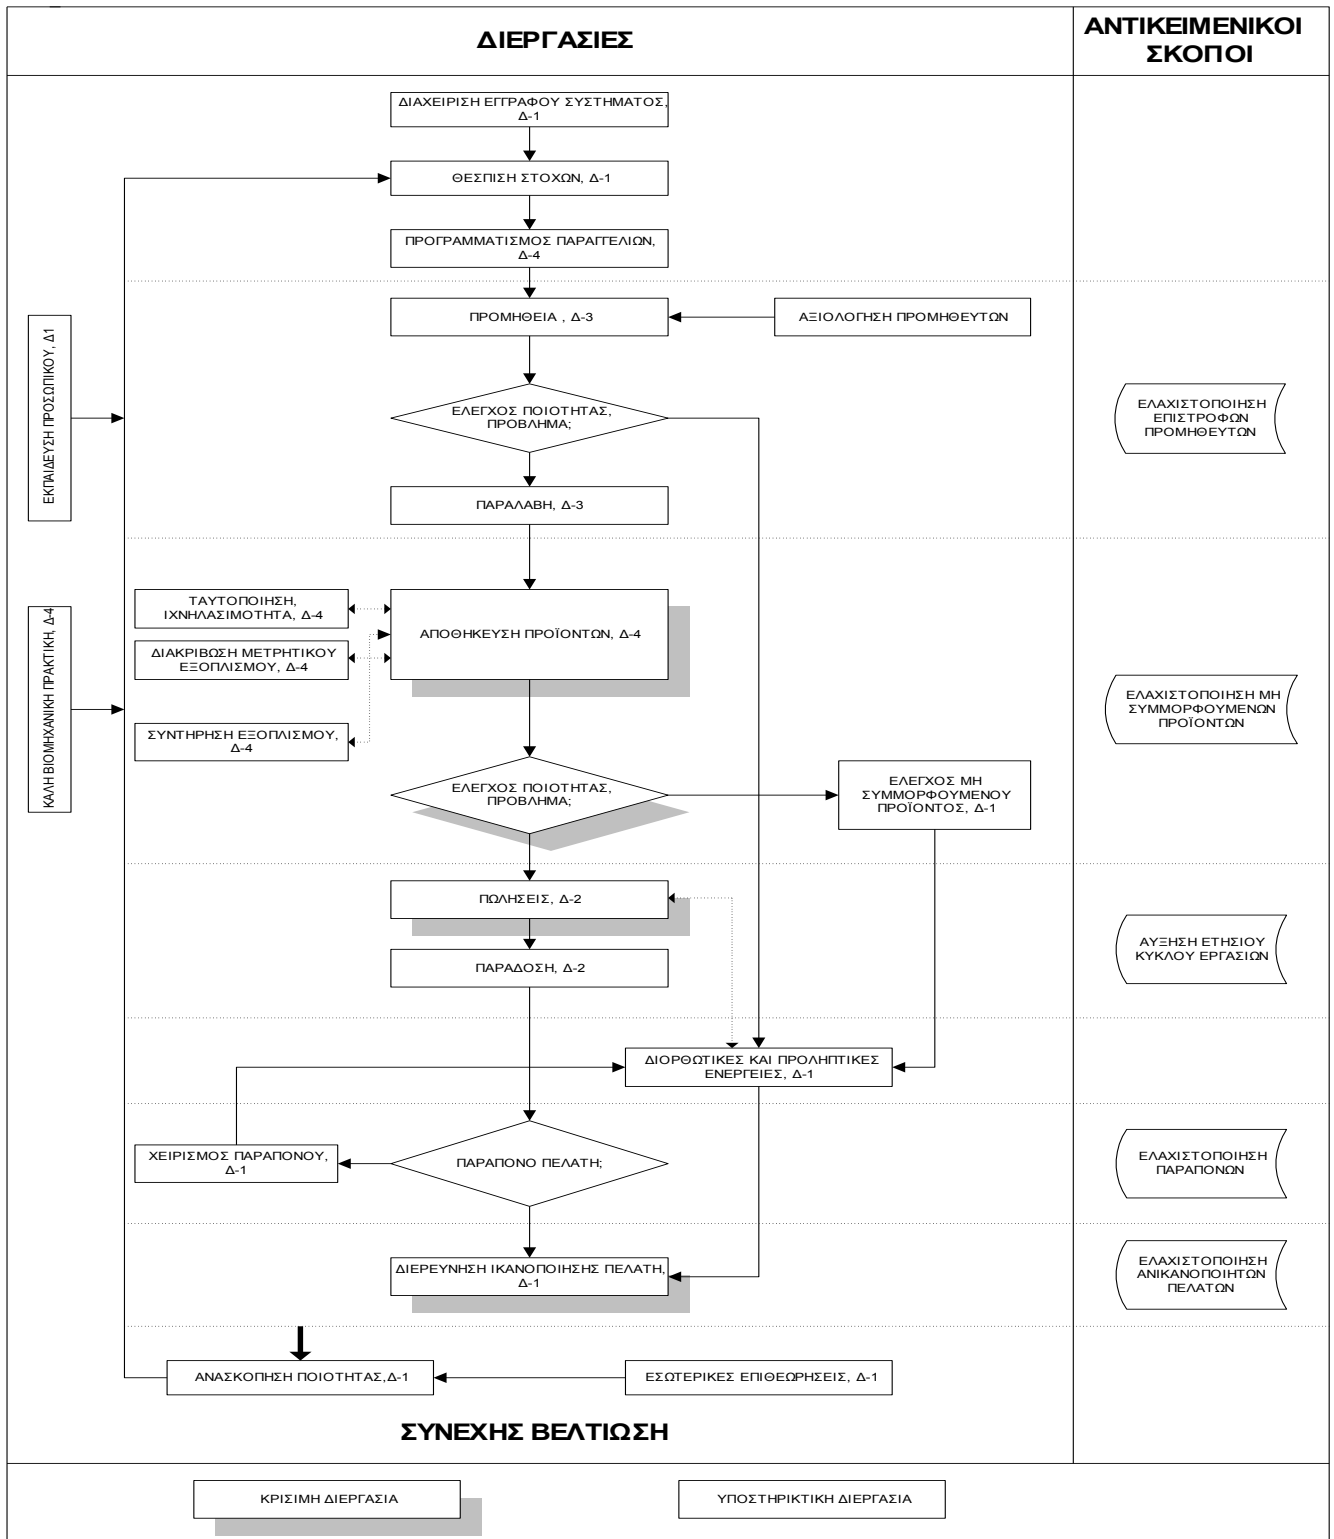 ΔΙΕΡΓΑΣΙΕΣ
ΑΝΤΙΚΕΙΜΕΝΙΚΟΙ
ΣΚΟΠΟΙ
ΔΙΑΧΕΙΡΙΣΗ ΕΓΓΡΑΦΟΥ ΣΥΣΤΗΜΑΤΟΣ,
Δ-1
ΘΕΣΠΙΣΗ ΣΤΟΧΩΝ, Δ-1
ΠΡΟΓΡΑΜΜΑΤΙΣΜΟΣ ΠΑΡΑΓΓΕΛΙΩΝ,
Δ-4
ΠΡΟΜΗΘΕΙΑ , Δ-3
ΑΞΙΟΛΟΓΗΣΗ ΠΡΟΜΗΘΕΥΤΩΝ
ΕΚΠΑΙΔΕΥΣΗ ΠΡΟΣΩΠΙΚΟΥ, Δ1
ΕΛΕΓΧΟΣ ΠΟΙΟΤΗΤΑΣ,
ΠΡΟΒΛΗΜΑ;
ΕΛΑΧΙΣΤΟΠΟΙΗΣΗ
ΕΠΙΣΤΡΟΦΩΝ
ΠΡΟΜΗΘΕΥΤΩΝ
ΠΑΡΑΛΑΒΗ, Δ-3
ΚΑΛΗ ΒΙΟΜΗΧΑΝΙΚΗ ΠΡΑΚΤΙΚΗ, Δ-4
ΤΑΥΤΟΠΟΙΗΣΗ,
ΙΧΝΗΛΑΣΙΜΟΤΗΤΑ, Δ-4
ΑΠΟΘΗΚΕΥΣΗ ΠΡΟΪΟΝΤΩΝ, Δ-4
ΔΙΑΚΡΙΒΩΣΗ ΜΕΤΡΗΤΙΚΟΥ
ΕΞΟΠΛΙΣΜΟΥ, Δ-4
ΕΛΑΧΙΣΤΟΠΟΙΗΣΗ ΜΗ
ΣΥΜΜΟΡΦΟΥΜΕΝΩΝ
ΠΡΟΪΟΝΤΩΝ
ΣΥΝΤΗΡΗΣΗ ΕΞΟΠΛΙΣΜΟΥ,
Δ-4
ΕΛΕΓΧΟΣ ΠΟΙΟΤΗΤΑΣ,
ΠΡΟΒΛΗΜΑ;
ΕΛΕΓΧΟΣ ΜΗ
ΣΥΜΜΟΡΦΟΥΜΕΝΟΥ
ΠΡΟΪΟΝΤΟΣ, Δ-1
ΠΩΛΗΣΕΙΣ, Δ-2
ΠΑΡΑΔΟΣΗ, Δ-2
ΑΥΞΗΣΗ ΕΤΗΣΙΟΥ
ΚΥΚΛΟΥ ΕΡΓΑΣΙΩΝ
ΔΙΟΡΘΩΤΙΚΕΣ ΚΑΙ ΠΡΟΛΗΠΤΙΚΕΣ
ΕΝΕΡΓΕΙΕΣ, Δ-1
ΧΕΙΡΙΣΜΟΣ ΠΑΡΑΠΟΝΟΥ,
Δ-1
ΠΑΡΑΠΟΝΟ ΠΕΛΑΤΗ;
ΕΛΑΧΙΣΤΟΠΟΙΗΣΗ
ΠΑΡΑΠΟΝΩΝ
ΔΙΕΡΕΥΝΗΣΗ ΙΚΑΝΟΠΟΙΗΣΗΣ ΠΕΛΑΤΗ,
Δ-1
ΕΛΑΧΙΣΤΟΠΟΙΗΣΗ
ΑΝΙΚΑΝΟΠΟΙΗΤΩΝ
ΠΕΛΑΤΩΝ
ΑΝΑΣΚΟΠΗΣΗ ΠΟΙΟΤΗΤΑΣ,Δ-1
ΕΣΩΤΕΡΙΚΕΣ ΕΠΙΘΕΩΡΗΣΕΙΣ, Δ-1
ΣΥΝΕΧΗΣ ΒΕΛΤΙΩΣΗ
ΚΡΙΣΙΜΗ ΔΙΕΡΓΑΣΙΑ
ΥΠΟΣΤΗΡΙΚΤΙΚΗ ΔΙΕΡΓΑΣΙΑ